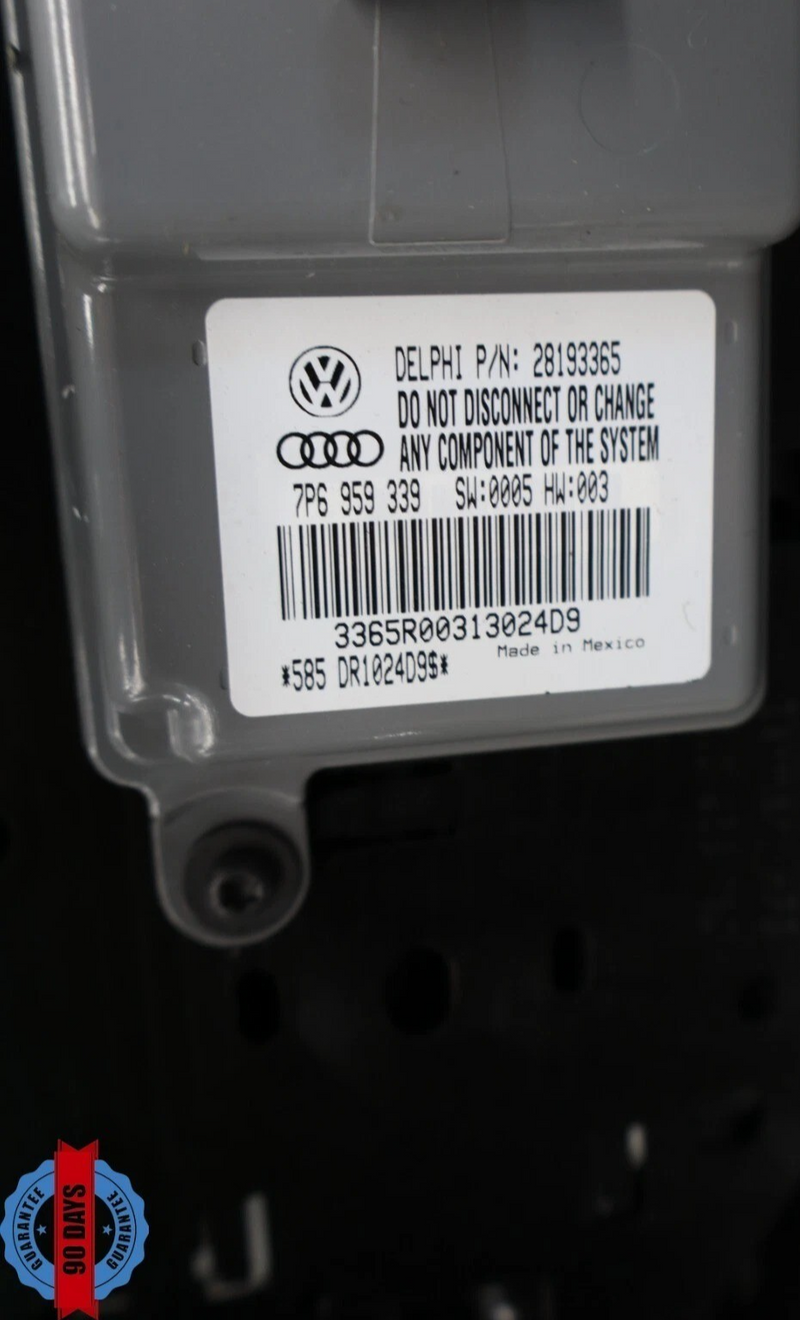 DELPHI P/N: 28193365
DO NOT DISCONNECT OR CHANGE
ANY COMPONENT OF THE SYSTEM
7P6 959 339 SW:0005 HW:003
3365R00313024D9
Made in Mexico
*585 DR1024D9$*
GUARANTEE
90 DAYS
GUARANTEE